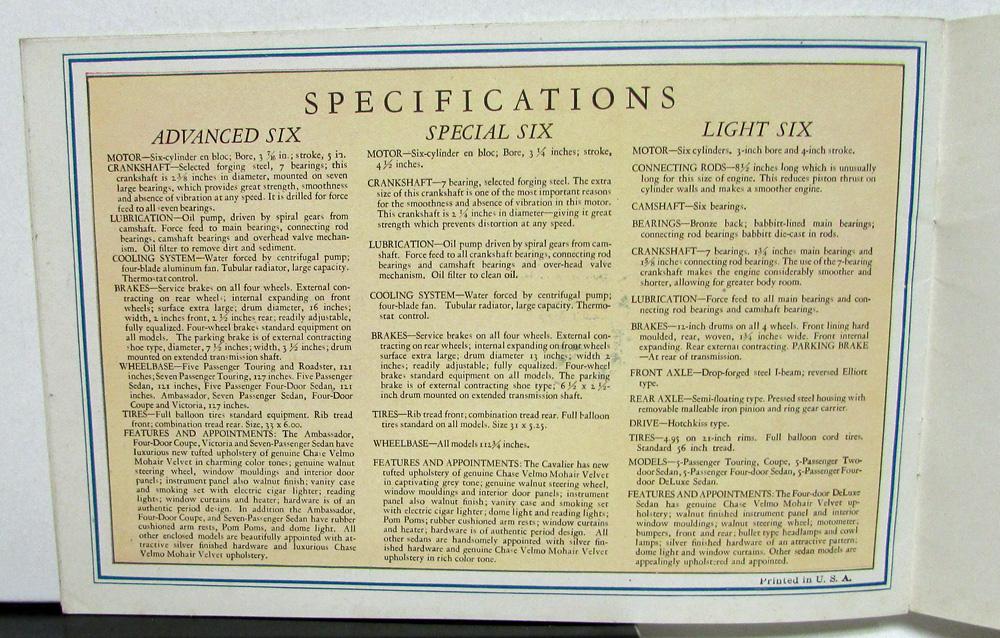 SPECIFICATIONS
ADVANCED SIX
MOTOR—Six-cylinder en bloc; Bore, 3 7/16 in.; stroke, 5 in.
CRANKSHAFT—Selected forging steel, 7 bearings; this
crankshaft is 2 3/8 inches in diameter, mounted on seven
large bearings, which provides great strength, smoothness
and absence of vibration at any speed. It is drilled for force
feed to all seven bearings.
LUBRICATION—Oil pump, driven by spiral gears from
camshaft. Force feed to main bearings, connecting rod
bearings, camshaft bearings and overhead valve mechan-
ism. Oil filter to remove dirt and sediment.
COOLING SYSTEM—Water forced by centrifugal pump;
four-blade aluminum fan. Tubular radiator, large capacity.
Thermostat control.
BRAKES—Service brakes on all four wheels. External con-
tracting on rear wheels; internal expanding on front
wheels; surface extra large; drum diameter, 16 inches;
width, 2 inches front, 2 1/2 inches rear; readily adjustable,
fully equalized. Four-wheel brakes standard equipment on
all models. The parking brake is of external contracting
shoe type, diameter, 7 1/2 inches; width, 3 1/2 inches; drum
mounted on extended transmission shaft.
WHEELBASE—Five Passenger Touring and Roadster, 121
inches; Seven Passenger Touring, 127 inches. Five Passenger
Sedan, 121 inches, Five Passenger Four-Door Sedan, 121
inches. Ambassador, Seven Passenger Sedan, Four-Door
Coupe and Victoria, 127 inches.
TIRES—Full balloon tires standard equipment. Rib tread
front; combination tread rear. Size, 33 x 6.00.
FEATURES AND APPOINTMENTS: The Ambassador,
Four-Door Coupe, Victoria and Seven-Passenger Sedan have
luxurious new tufted upholstery of genuine Chase Velmo
Mohair Velvet in charming color tones; genuine walnut
steering wheel, window mouldings and interior door
panels; instrument panel also walnut finish; vanity case
and smoking set with electric cigar lighter; reading
lights; window curtains and heater; hardware is of an
authentic period design. In addition the Ambassador,
Four-Door Coupe, and Seven-Passenger Sedan have rubber
cushioned arm rests, Pom Poms, and dome light. All
other enclosed models are beautifully appointed with at-
tractive silver finished hardware and luxurious Chase
Velmo Mohair Velvet upholstery.
SPECIAL SIX
MOTOR—Six-cylinder en bloc; Bore, 3 1/4 inches; stroke,
4 1/2 inches.
CRANKSHAFT—7 bearing, selected forging steel. The extra
size of this crankshaft is one of the most important reasons
for the smoothness and absence of vibration in this motor.
This crankshaft is 2 1/4 inches in diameter—giving it great
strength which prevents distortion at any speed.
LUBRICATION—Oil pump driven by spiral gears from cam-
shaft. Force feed to all crankshaft bearings, connecting rod
bearings and camshaft bearings and over-head valve
mechanism, Oil filter to clean oil.
COOLING SYSTEM—Water forced by centrifugal pump;
four-blade fan. Tubular radiator, large capacity. Thermo-
stat control.
BRAKES—Service brakes on all four wheels. External con-
tracting on rear wheels; internal expanding on front wheels
surface extra large; drum diameter 13 inches; width 2
inches; readily adjustable; fully equalized. Four-wheel
brakes standard equipment on all models. The parking
brake is of external contracting shoe type; 6 1/2 x 2 1/2-
inch drum mounted on extended transmission shaft.
TIRES—Rib tread front; combination tread rear. Full balloon
tires standard on all models. Size 31 x 5.25.
WHEELBASE—All models 112 3/4 inches.
FEATURES AND APPOINTMENTS: The Cavalier has new
tufted upholstery of genuine Chase Velmo Mohair Velvet
in captivating grey tone; genuine walnut steering wheel,
window mouldings and interior door panels; instrument
panel also walnut finish; vanity case and smoking set
with electric cigar lighter; dome light and reading lights;
Pom Poms; rubber cushioned arm rests; window curtains
and heater; hardware is of authentic period design. All
other sedans are handsomely appointed with silver fin-
ished hardware and genuine Chase Velmo Mohair Velvet
upholstery in rich color tone.
LIGHT SIX
MOTOR—Six cylinders, 3-inch bore and 4-inch stroke.
CONNECTING RODS—8 1/2 inches long which is unusually
long for this size of engine. This reduces piston thrust on
cylinder walls and makes a smoother engine.
CAMSHAFT—Six bearings.
BEARINGS—Bronze back; babbitt-lined main bearings;
connecting rod bearings babbitt die-cast in rods.
CRANKSHAFT—7 bearings, 1 3/4 inches main bearings and
1 3/8 inches connecting rod bearings. The use of the 7-bearing
crankshaft makes the engine considerably smoother and
shorter, allowing for greater body room.
LUBRICATION—Force feed to all main bearings and con-
necting rod bearings and camshaft bearings.
BRAKES—12-inch drums on all 4 wheels. Front lining hard
moulded, rear, woven, 1 3/4 inches wide. Front internal
expanding. Rear external contracting. PARKING BRAKE
—At rear of transmission.
FRONT AXLE—Drop-forged steel I-beam; reversed Elliott
type.
REAR AXLE—Semi-floating type. Pressed steel housing with
removable malleable iron pinion and ring gear carrier.
DRIVE—Hotchkiss type.
TIRES—4.95 on 21-inch rims. Full balloon cord tires.
Standard 56 inch tread.
MODELS—5-Passenger Touring, Coupe, 5-Passenger Two-
door Sedan, 5-Passenger Four-door Sedan, 5-Passenger Four-
door DeLuxe Sedan.
FEATURES AND APPOINTMENTS: The Four-door DeLuxe
Sedan has genuine Chase Velmo Mohair Velvet up-
holstery; walnut finished instrument panel and interior
window mouldings; walnut steering wheel; motometer,
bumpers, front and rear; bullet type headlamps and cowl
lamps; silver finished hardware of an attractive pattern;
dome light and window curtains. Other sedan models are
appealingly upholstered and appointed.
Printed in U. S. A.